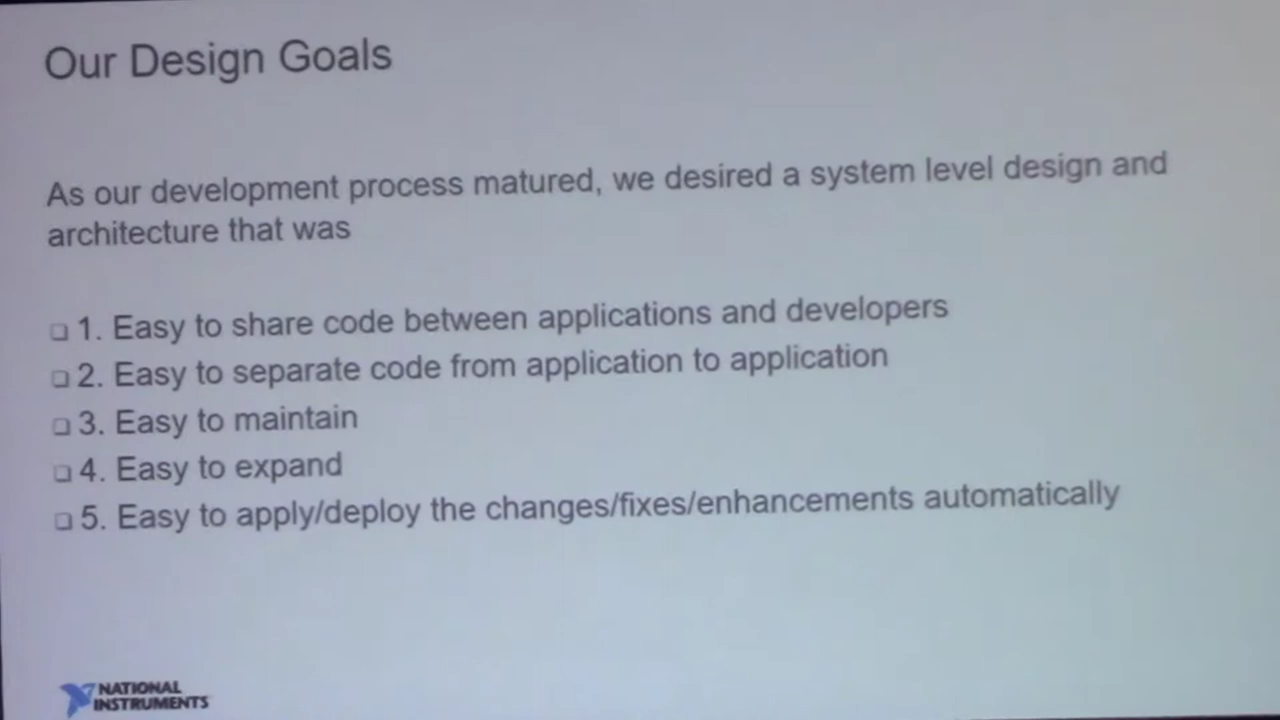 Our Design Goals
As our development process matured, we desired a system level design and
architecture that was
❑ 1. Easy to share code between applications and developers
❑ 2. Easy to separate code from application to application
❑ 3. Easy to maintain
❑ 4. Easy to expand
❑ 5. Easy to apply/deploy the changes/fixes/enhancements automatically
NATIONAL
INSTRUMENTS